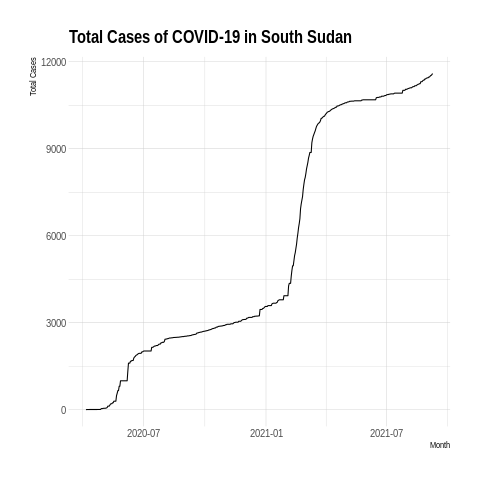 Total Cases of COVID-19 in South Sudan
Total Cases
12000
9000
6000
3000
0
2020-07
2021-01
2021-07
Month